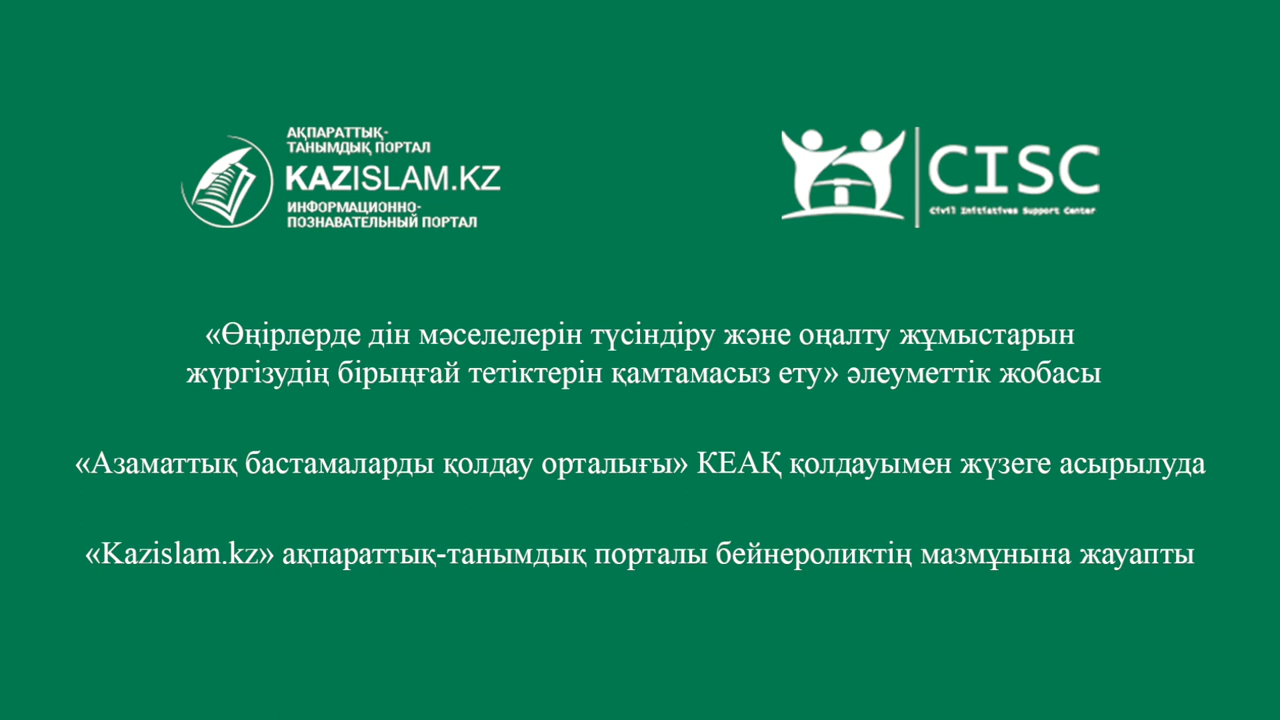 АҚПАРАТТЫҚ-
ТАНЫМДЫҚ ПОРТАЛ
KAZISLAM.KZ
ИНФОРМАЦИОННО-
ПОЗНАВАТЕЛЬНЫЙ ПОРТАЛ
CISC
Civil Initiatives Support Center
«Өңірлерде дін мәселелерін түсіндіру және оңалту жұмыстарын
жүргізудің бірыңғай тетіктерін қамтамасыз ету» әлеуметтік жобасы
«Азаматтық бастамаларды қолдау орталығы» КЕАҚ қолдауымен жүзеге асырылуда
«Kazislam.kz» ақпараттық-танымдық порталы бейнероликтің мазмұнына жауапты